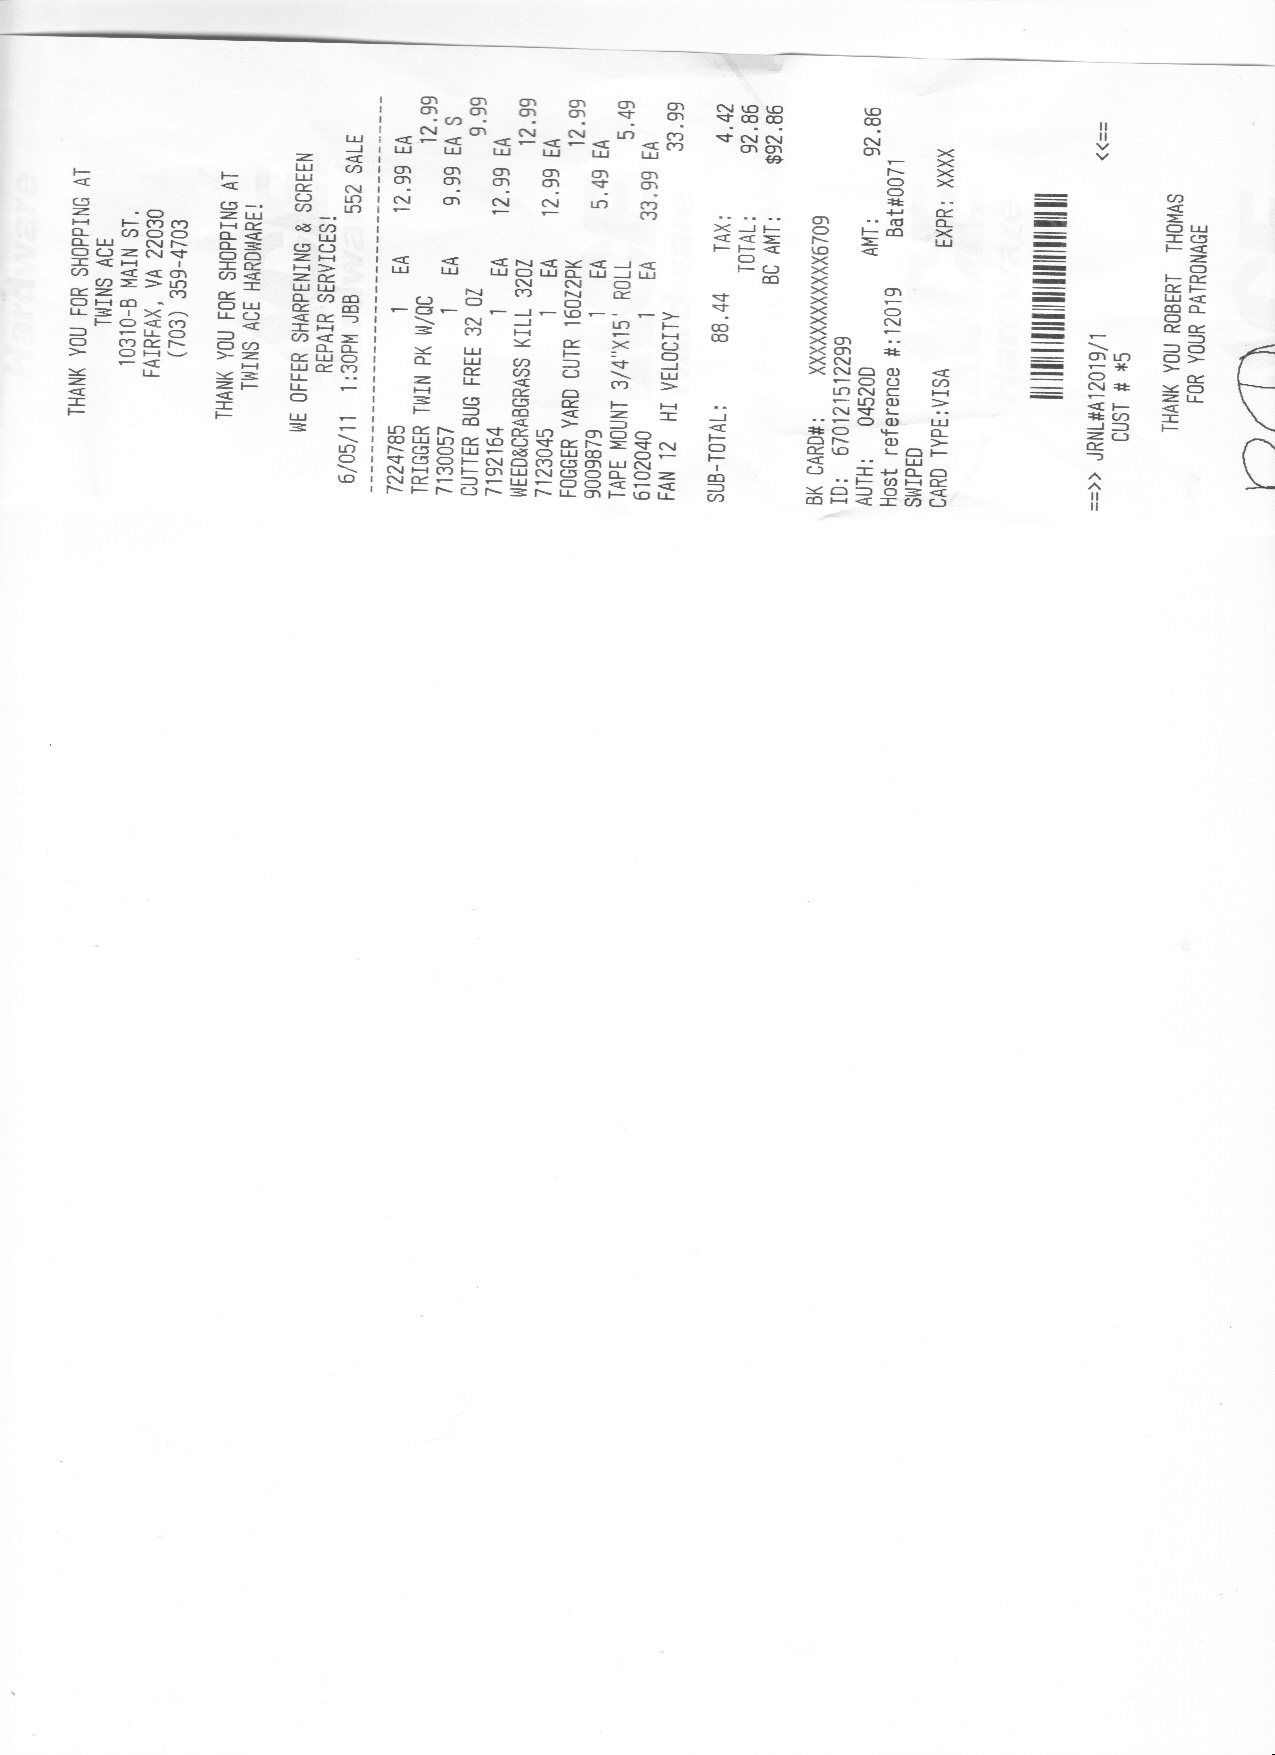 THANK YOU FOR SHOPPING AT
TWINS ACE
10310-B MAIN ST.
FAIRFAX, VA 22030
(703) 359-4703
THANK YOU FOR SHOPPING AT
TWINS ACE HARDWARE!
WE OFFER SHARPENING & SCREEN
REPAIR SERVICES!
6/05/11 1:30PM JBB 552 SALE
7224785 1 EA 12.99 EA
TRIGGER TWIN PK W/QC 12.99
7130057 1 EA 9.99 EA S
CUTTER BUG FREE 32 OZ 9.99
7192164 1 EA 12.99 EA
WEED&CRABGRASS KILL 32OZ 12.99
7123045 1 EA 12.99 EA
FOGGER YARD CUTR 16OZ2PK 12.99
9009879 1 EA 5.49 EA
TAPE MOUNT 3/4"X15' ROLL 5.49
6102040 1 EA 33.99 EA
FAN 12 HI VELOCITY 33.99
SUB-TOTAL: 88.44 TAX: 4.42
TOTAL: 92.86
BC AMT: $92.86
BK CARD#: XXXXXXXXXXXX6709
ID: 670121512299
AUTH: 04520D AMT: 92.86
Host reference #:12019 Bat#0071
SWIPED
CARD TYPE:VISA EXPR: XXXX
==>> JRNL#A12019/1 <<==
CUST # *5
THANK YOU ROBERT THOMAS
FOR YOUR PATRONAGE